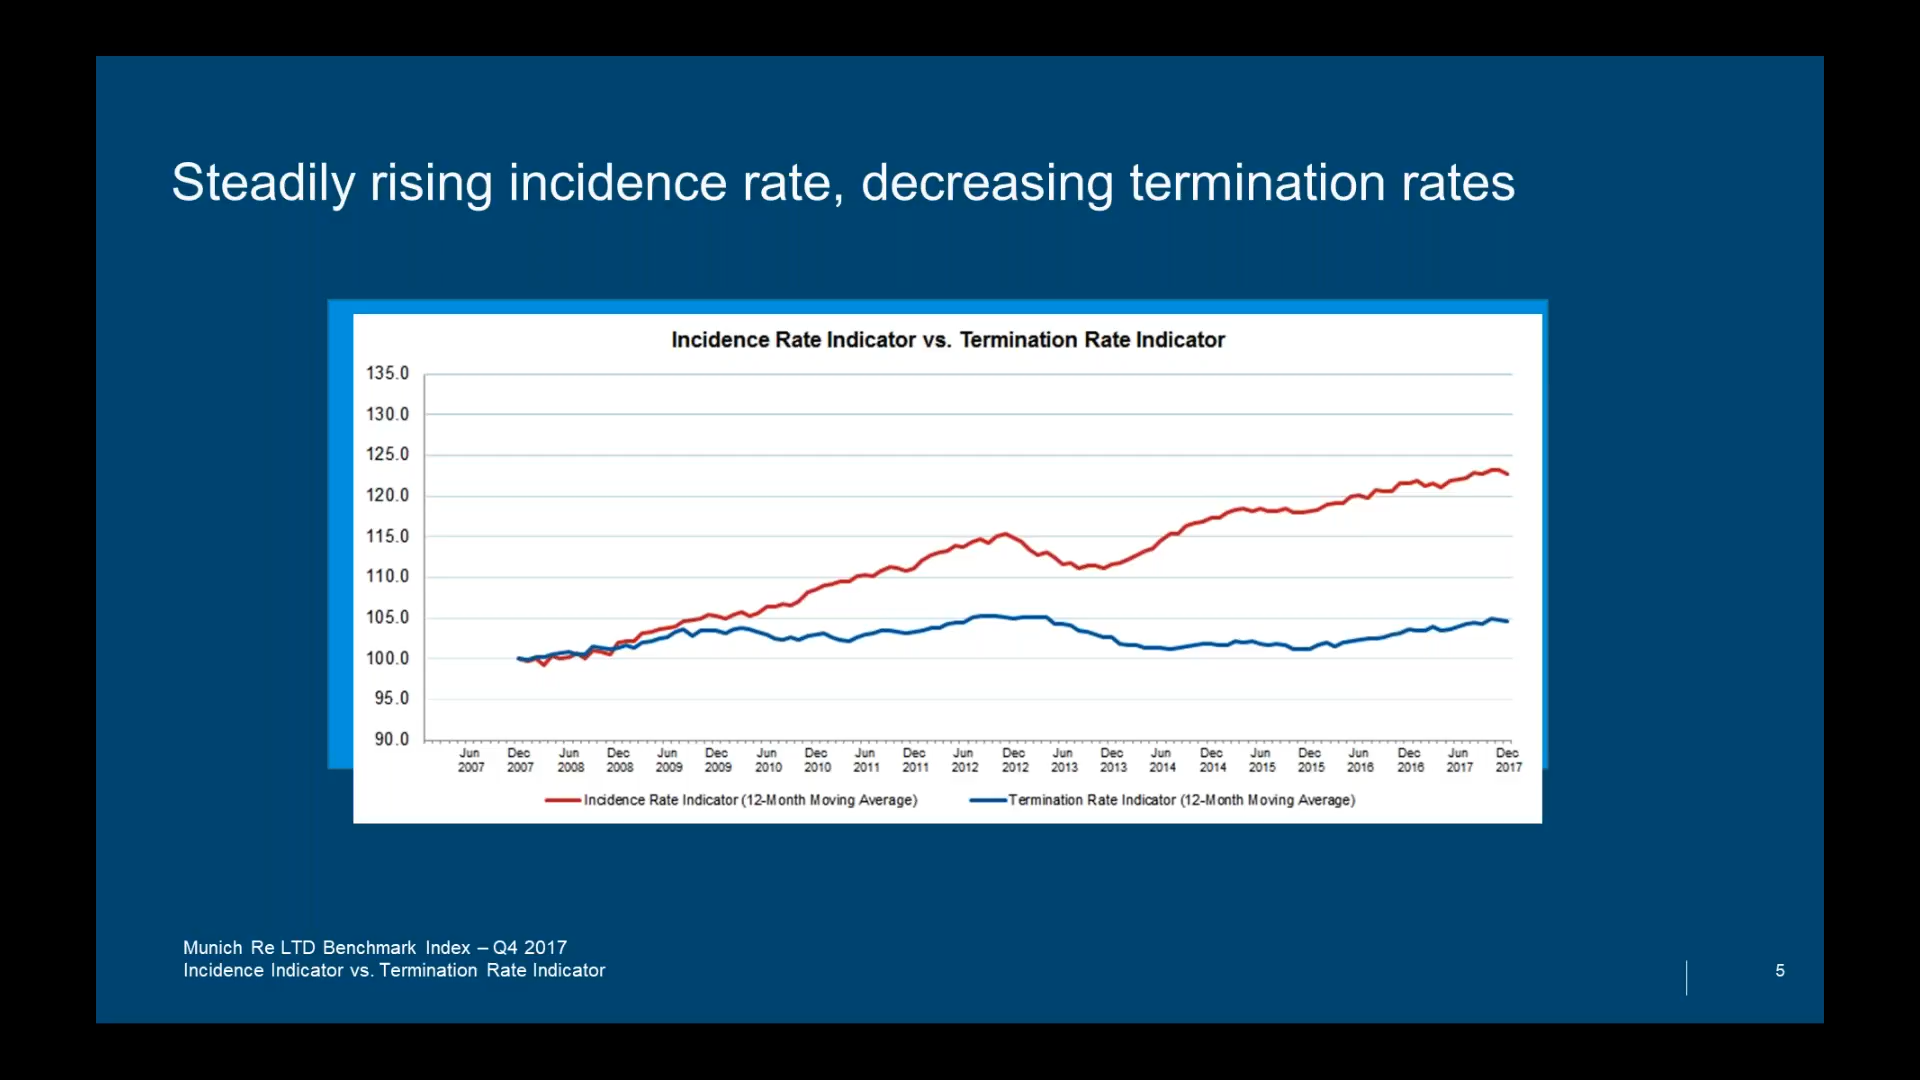 Steadily rising incidence rate, decreasing termination rates
Incidence Rate Indicator vs. Termination Rate Indicator
135.0
130.0
125.0
120.0
115.0
110.0
105.0
100.0
95.0
90.0
Jun Dec Jun Dec Jun Dec Jun Dec Jun Dec Jun Dec Jun Dec Jun Dec Jun Dec Jun Dec Jun Dec
2007 2007 2008 2008 2009 2009 2010 2010 2011 2011 2012 2012 2013 2013 2014 2014 2015 2015 2016 2016 2017 2017
Incidence Rate Indicator (12-Month Moving Average) Termination Rate Indicator (12-Month Moving Average)
Munich Re LTD Benchmark Index – Q4 2017
Incidence Indicator vs. Termination Rate Indicator
5